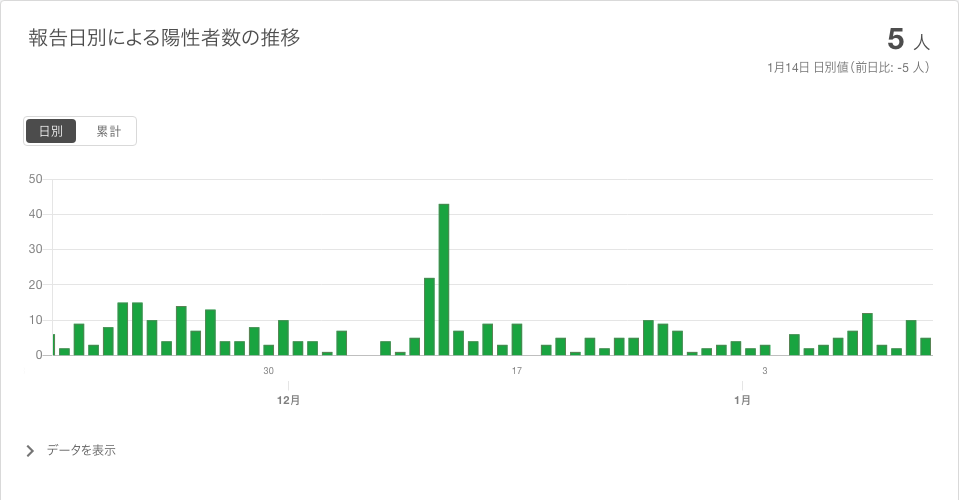 報告日別による陽性者数の推移
5 人
1月14日 日別値（前日比: -5 人）
日別 累計
50
40
30
20
10
0
30 17 3
12月 1月
データを表示